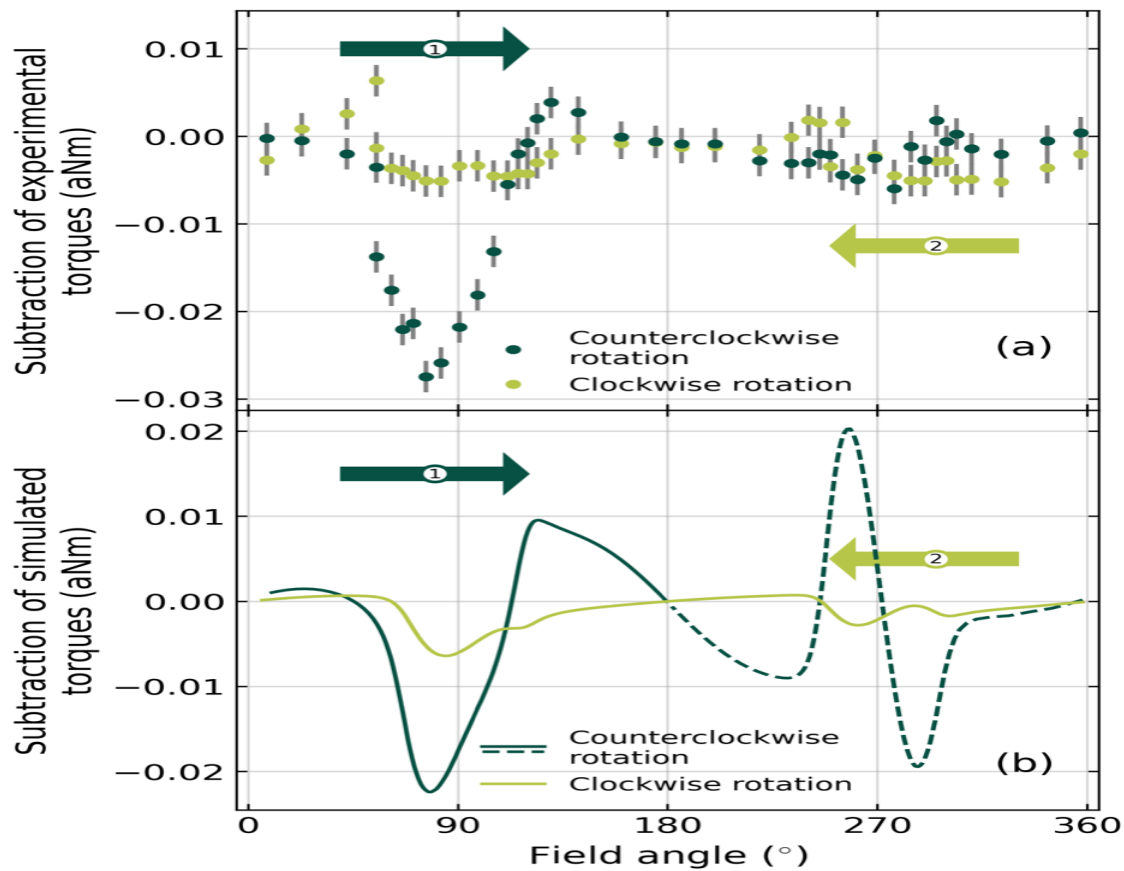 Subtraction of experimental
torques (aNm)
0.01
0.00
−0.01
−0.02
−0.03
1
2
Counterclockwise
rotation
Clockwise rotation
(a)
Subtraction of simulated
torques (aNm)
0.02
0.01
0.00
−0.01
−0.02
1
2
Counterclockwise
rotation
Clockwise rotation
(b)
0 90 180 270 360
Field angle (°)